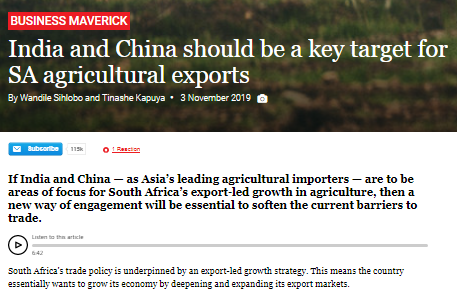 BUSINESS MAVERICK
India and China should be a key target for
SA agricultural exports
By Wandile Sihlobo and Tinashe Kapuya • 3 November 2019
Subscribe 115k 1 Reaction
If India and China — as Asia's leading agricultural importers — are to be
areas of focus for South Africa's export-led growth in agriculture, then a
new way of engagement will be essential to soften the current barriers to
trade.
Listen to this article
6:42
South Africa's trade policy is underpinned by an export-led growth strategy. This means the country
essentially wants to grow its economy by deepening and expanding its export markets.